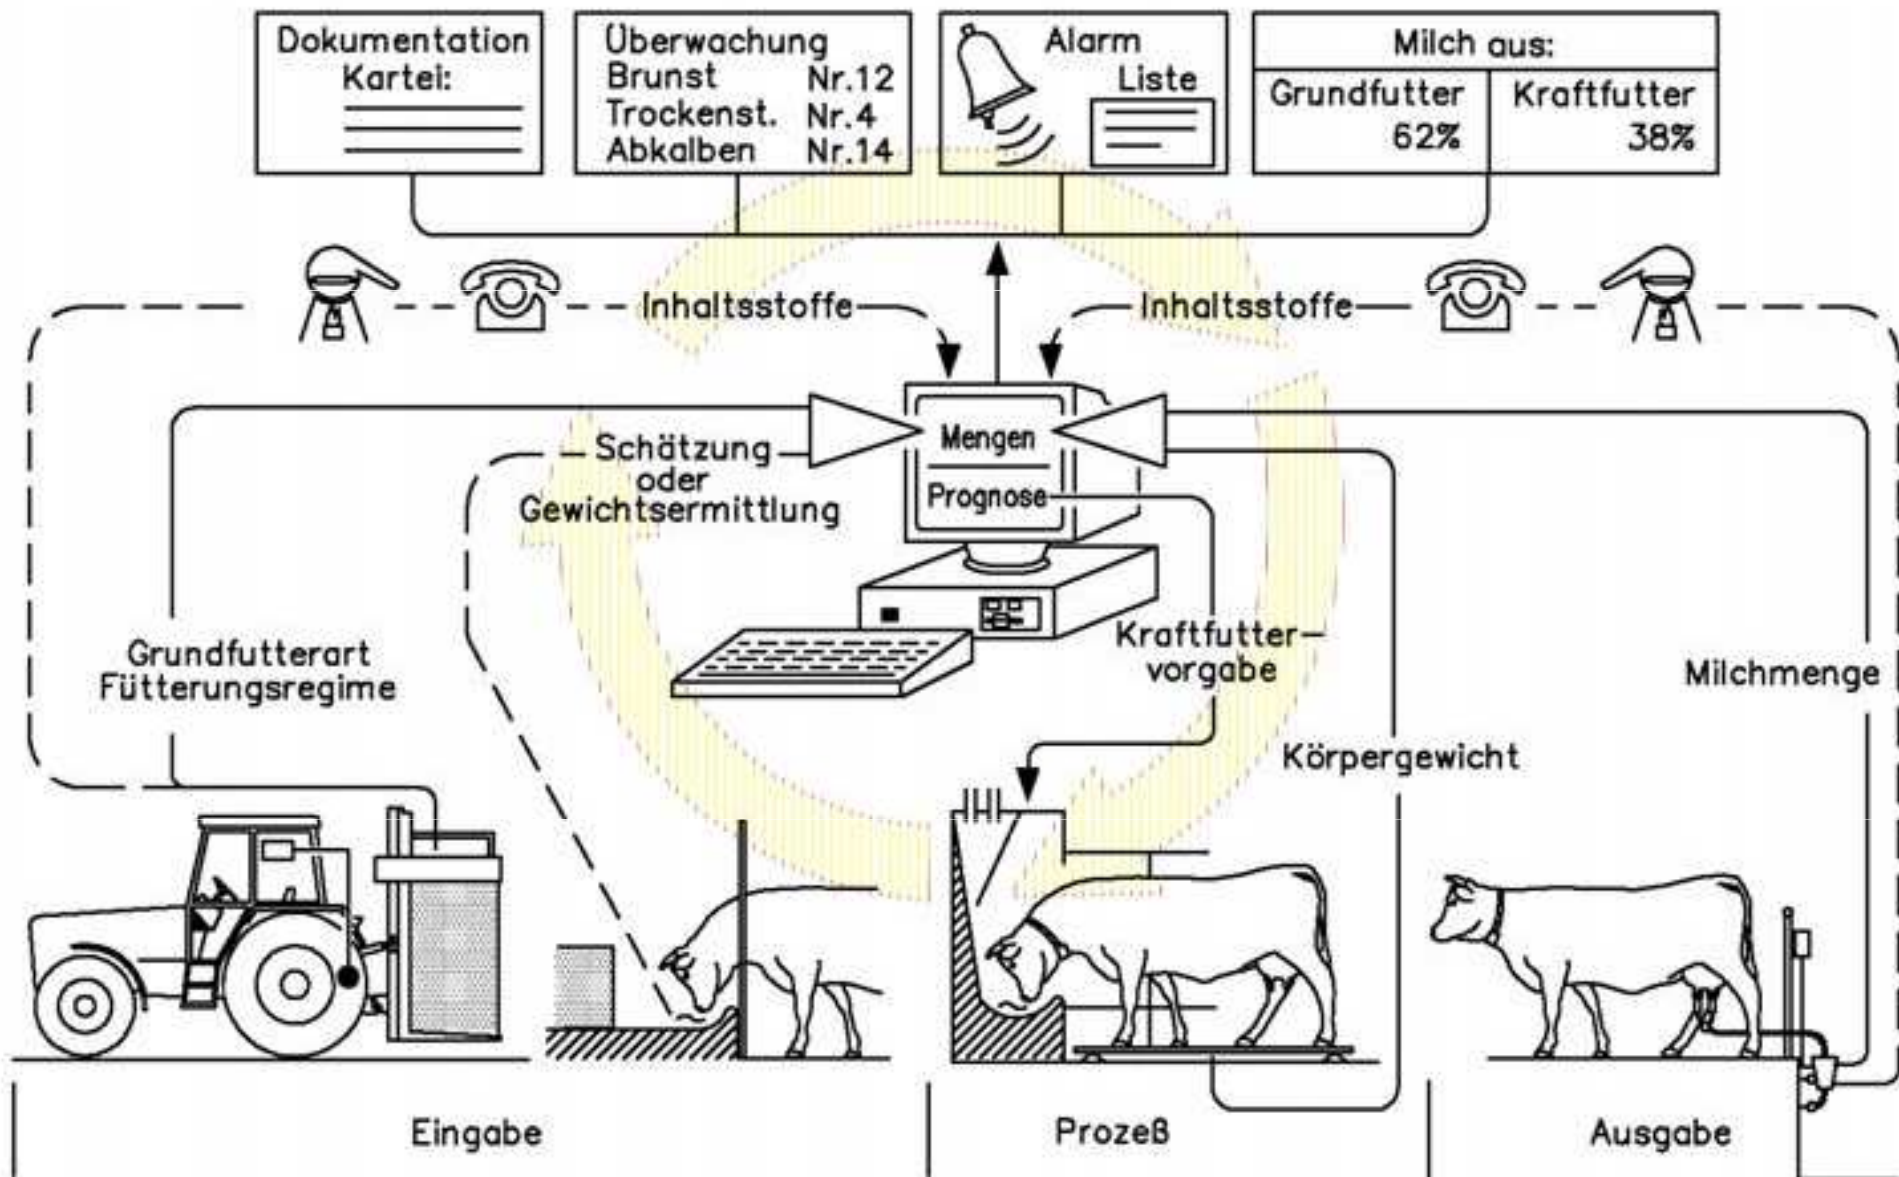 Dokumentation
Kartei:
Überwachung
Brunst Nr.12
Trockenst. Nr.4
Abkalben Nr.14
Alarm
Liste
Milch aus:
Grundfutter Kraftfutter
62% 38%
Inhaltsstoffe
Inhaltsstoffe
Schätzung
oder
Gewichtsermittlung
Mengen
Prognose
Grundfutterart
Fütterungsregime
Kraftfutter-
vorgabe
Milchmenge
Körpergewicht
Eingabe
Prozeß
Ausgabe